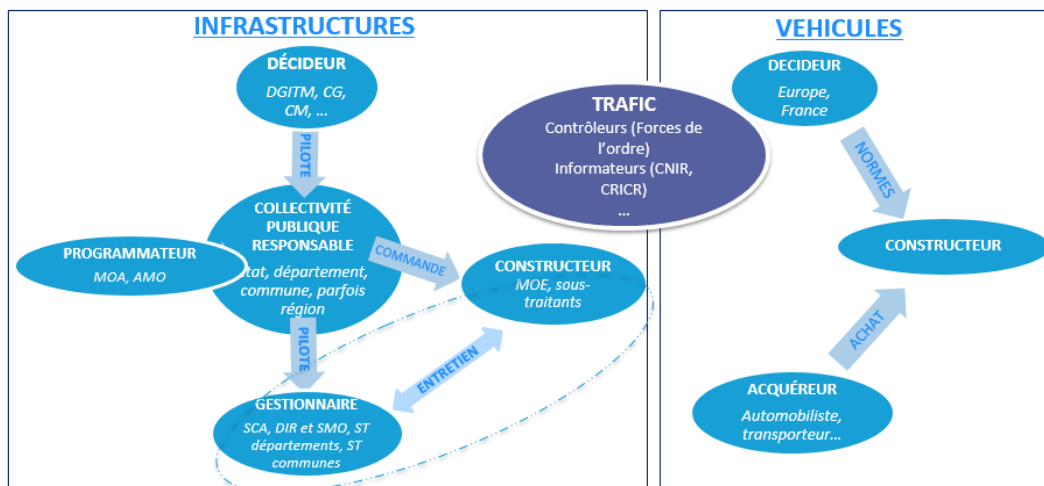 INFRASTRUCTURES
DÉCIDEUR
DGITM, CG,
CM, ...
PILOTE
COLLECTIVITÉ
PUBLIQUE
RESPONSABLE
État, département,
commune, parfois
région
PROGRAMMATEUR
MOA, AMO
COMMANDE
CONSTRUCTEUR
MOE, sous-
traitants
PILOTE
ENTRETIEN
GESTIONNAIRE
SCA, DIR et SMO, ST
départements, ST
communes
TRAFIC
Contrôleurs (Forces de
l'ordre)
Informateurs (CNIR,
CRICR)
...
VEHICULES
DECIDEUR
Europe,
France
NORMES
CONSTRUCTEUR
ACHAT
ACQUÉREUR
Automobiliste,
transporteur...